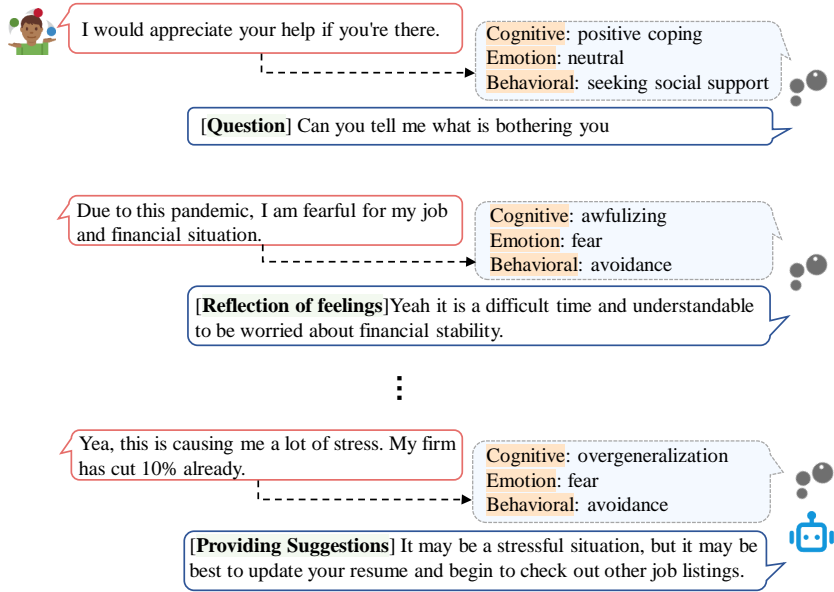 I would appreciate your help if you're there.
Cognitive: positive coping
Emotion: neutral
Behavioral: seeking social support
[Question] Can you tell me what is bothering you
Due to this pandemic, I am fearful for my job
and financial situation.
Cognitive: awfulizing
Emotion: fear
Behavioral: avoidance
[Reflection of feelings]Yeah it is a difficult time and understandable
to be worried about financial stability.
Yea, this is causing me a lot of stress. My firm
has cut 10% already.
Cognitive: overgeneralization
Emotion: fear
Behavioral: avoidance
[Providing Suggestions] It may be a stressful situation, but it may be
best to update your resume and begin to check out other job listings.